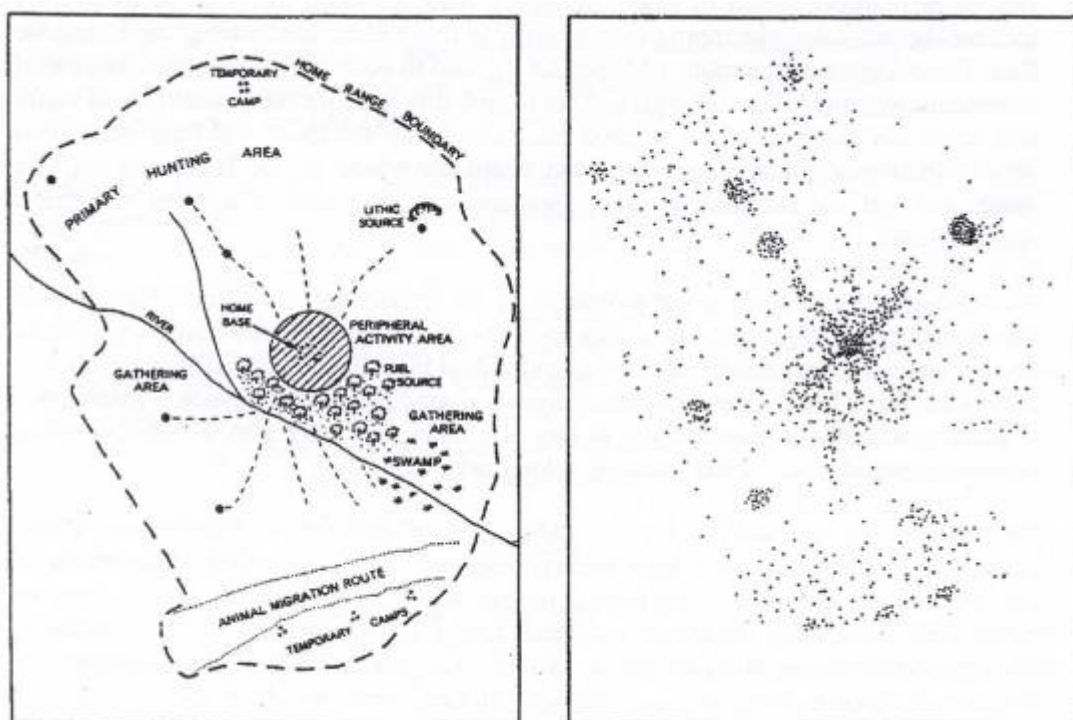 TEMPORARY
CAMP
HOME RANGE BOUNDARY
PRIMARY HUNTING AREA
LITHIC
SOURCE
HOME
BASE
PERIPHERAL
ACTIVITY AREA
RIVER
FUEL
SOURCE
GATHERING
AREA
GATHERING
AREA
SWAMP
ANIMAL MIGRATION ROUTE
TEMPORARY CAMPS